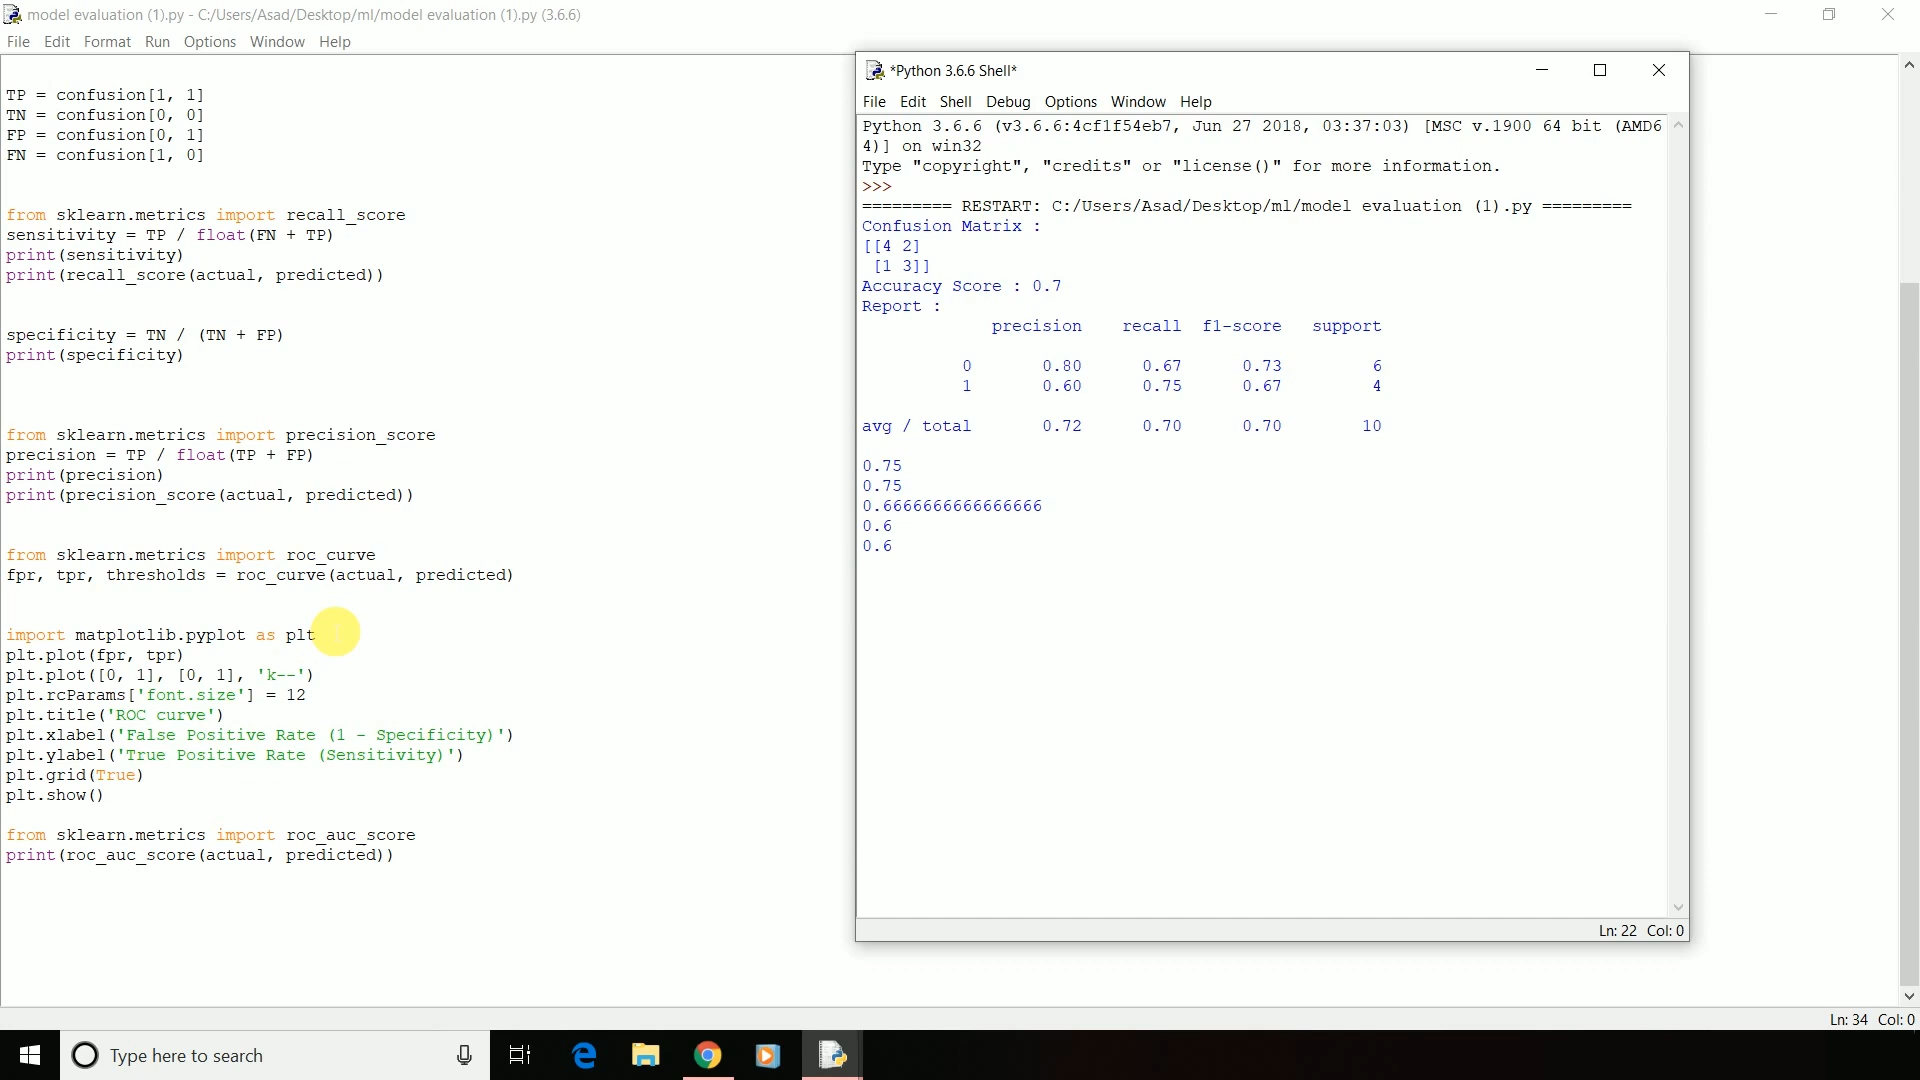 model evaluation (1).py - C:/Users/Asad/Desktop/ml/model evaluation (1).py (3.6.6)
File Edit Format Run Options Window Help
TP = confusion[1, 1]
TN = confusion[0, 0]
FP = confusion[0, 1]
FN = confusion[1, 0]
from sklearn.metrics import recall_score
sensitivity = TP / float(FN + TP)
print(sensitivity)
print(recall_score(actual, predicted))
specificity = TN / (TN + FP)
print(specificity)
from sklearn.metrics import precision_score
precision = TP / float(TP + FP)
print(precision)
print(precision_score(actual, predicted))
from sklearn.metrics import roc_curve
fpr, tpr, thresholds = roc_curve(actual, predicted)
import matplotlib.pyplot as plt
plt.plot(fpr, tpr)
plt.plot([0, 1], [0, 1], 'k--')
plt.rcParams['font.size'] = 12
plt.title('ROC curve')
plt.xlabel('False Positive Rate (1 - Specificity)')
plt.ylabel('True Positive Rate (Sensitivity)')
plt.grid(True)
plt.show()
from sklearn.metrics import roc_auc_score
print(roc_auc_score(actual, predicted))
*Python 3.6.6 Shell*
File Edit Shell Debug Options Window Help
Python 3.6.6 (v3.6.6:4cf1f54eb7, Jun 27 2018, 03:37:03) [MSC v.1900 64 bit (AMD6
4)] on win32
Type "copyright", "credits" or "license()" for more information.
>>>
========= RESTART: C:/Users/Asad/Desktop/ml/model evaluation (1).py =========
Confusion Matrix :
[[4 2]
 [1 3]]
Accuracy Score : 0.7
Report :
precision recall f1-score support
0 0.80 0.67 0.73 6
1 0.60 0.75 0.67 4
avg / total 0.72 0.70 0.70 10
0.75
0.75
0.6666666666666666
0.6
0.6
Ln: 22 Col: 0
Ln: 34 Col: 0
Type here to search